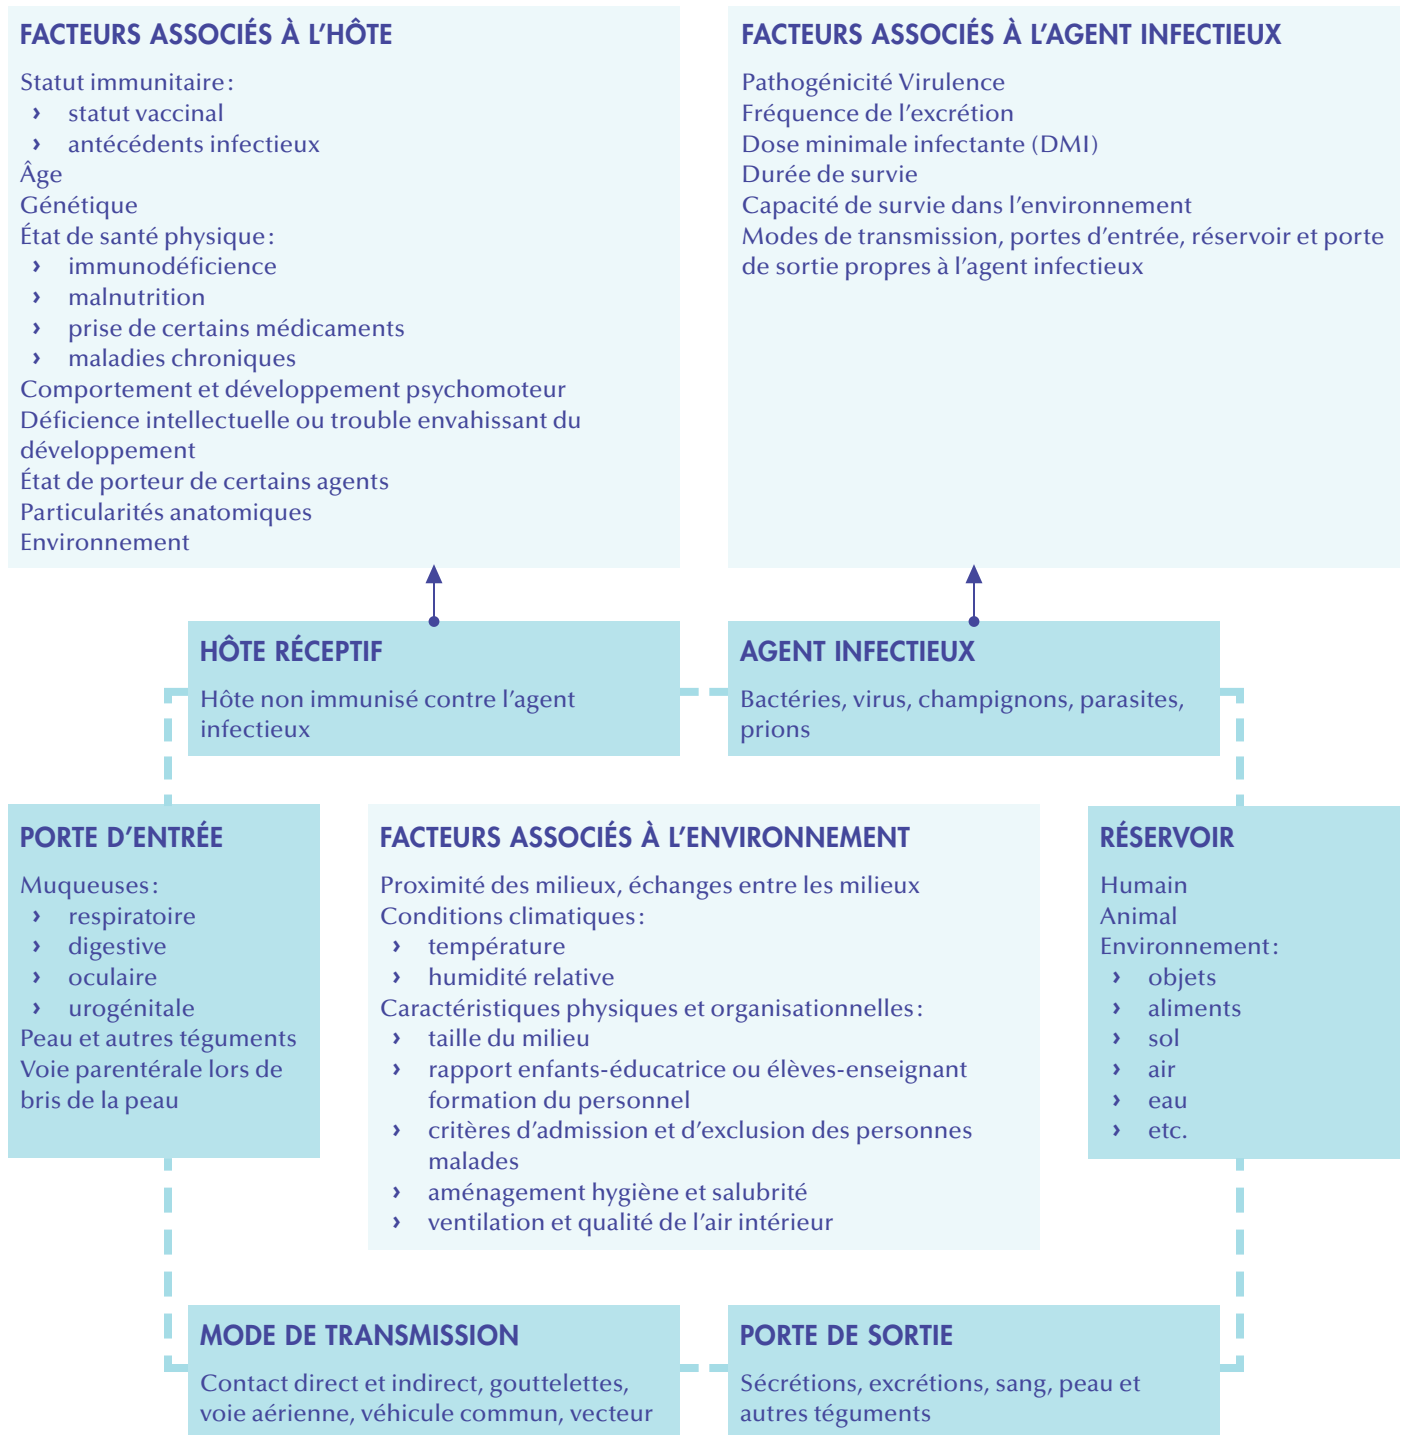 FACTEURS ASSOCIÉS À L’HÔTE
Statut immunitaire :
› statut vaccinal
› antécédents infectieux
Âge
Génétique
État de santé physique :
› immunodéficience
› malnutrition
› prise de certains médicaments
› maladies chroniques
Comportement et développement psychomoteur
Déficience intellectuelle ou trouble envahissant du
développement
État de porteur de certains agents
Particularités anatomiques
Environnement
FACTEURS ASSOCIÉS À L’AGENT INFECTIEUX
Pathogénicité Virulence
Fréquence de l’excrétion
Dose minimale infectante (DMI)
Durée de survie
Capacité de survie dans l’environnement
Modes de transmission, portes d’entrée, réservoir et porte
de sortie propres à l’agent infectieux
HÔTE RÉCEPTIF
Hôte non immunisé contre l’agent
infectieux
AGENT INFECTIEUX
Bactéries, virus, champignons, parasites,
prions
PORTE D’ENTRÉE
Muqueuses :
› respiratoire
› digestive
› oculaire
› urogénitale
Peau et autres téguments
Voie parentérale lors de
bris de la peau
FACTEURS ASSOCIÉS À L’ENVIRONNEMENT
Proximité des milieux, échanges entre les milieux
Conditions climatiques :
› température
› humidité relative
Caractéristiques physiques et organisationnelles :
› taille du milieu
› rapport enfants-éducatrice ou élèves-enseignant
formation du personnel
› critères d’admission et d’exclusion des personnes
malades
› aménagement hygiène et salubrité
› ventilation et qualité de l’air intérieur
RÉSERVOIR
Humain
Animal
Environnement :
› objets
› aliments
› sol
› air
› eau
› etc.
MODE DE TRANSMISSION
Contact direct et indirect, gouttelettes,
voie aérienne, véhicule commun, vecteur
PORTE DE SORTIE
Sécrétions, excrétions, sang, peau et
autres téguments